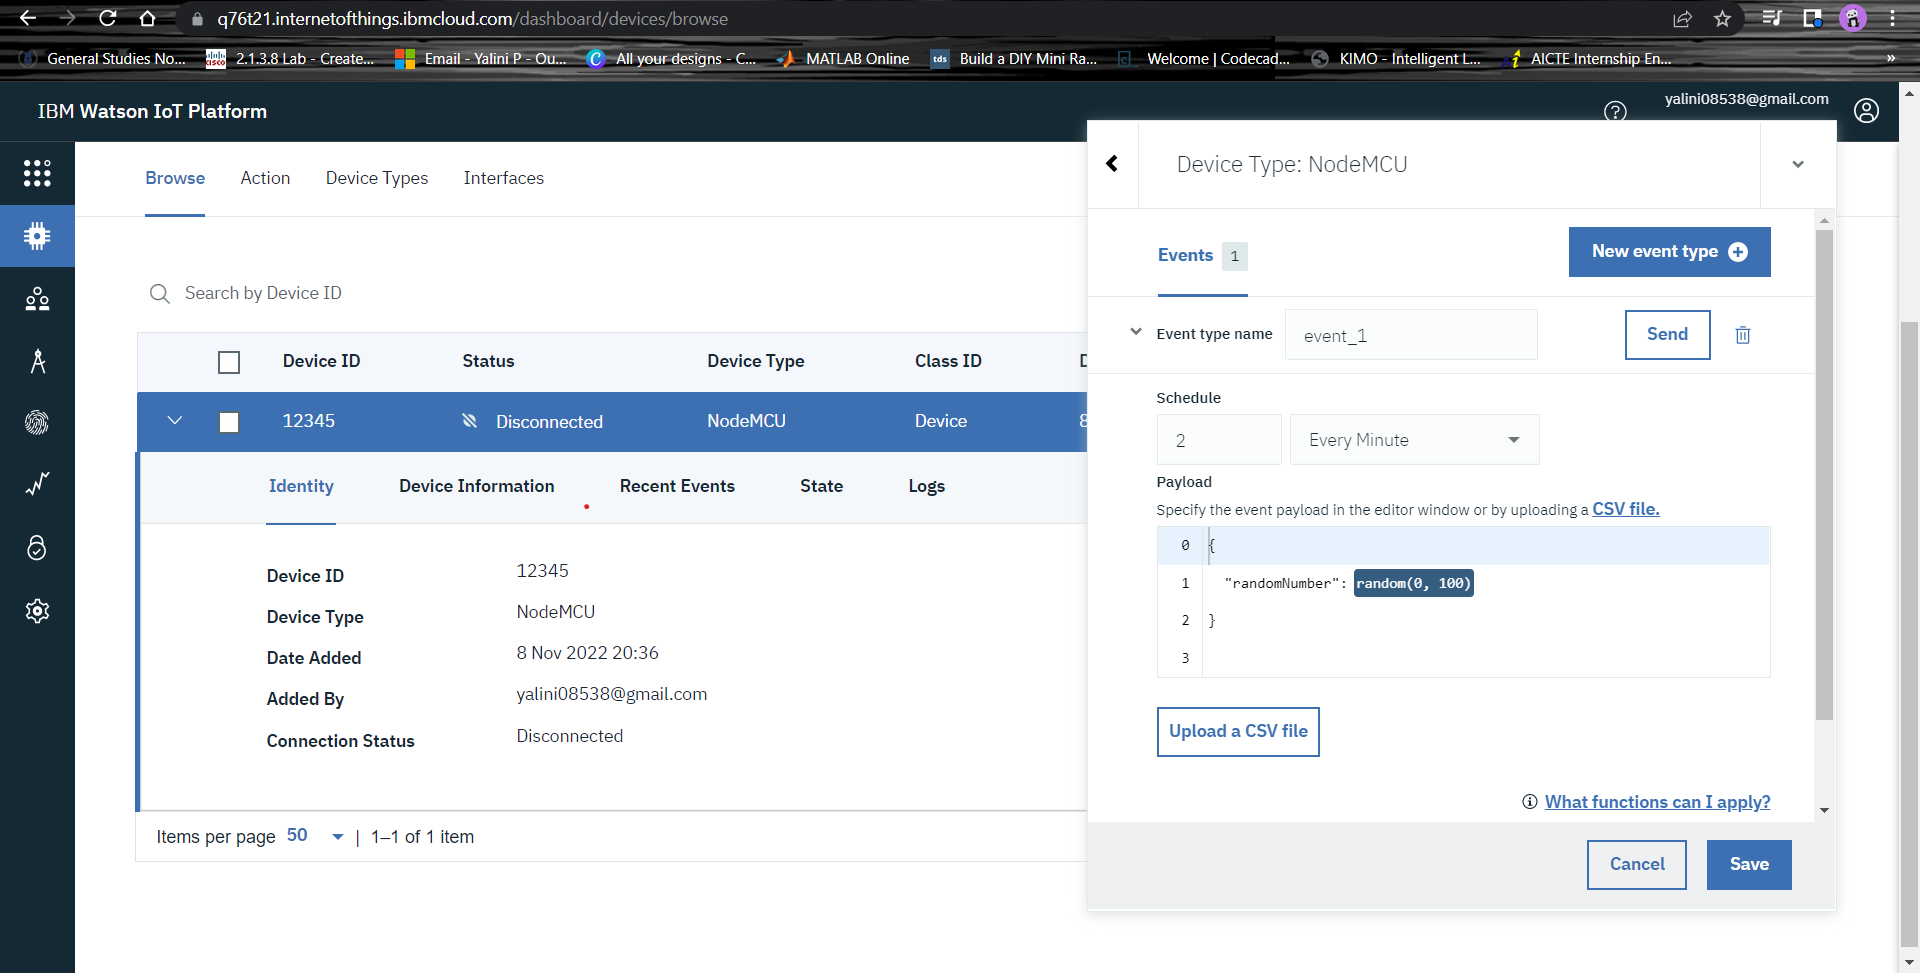 q76t21.internetofthings.ibmcloud.com/dashboard/devices/browse
General Studies No...
2.1.3.8 Lab - Create...
Email - Yalini P - Ou...
All your designs - C...
MATLAB Online
tds
Build a DIY Mini Ra...
Welcome | Codecad...
KIMO - Intelligent L...
AICTE Internship En...
»
IBM Watson IoT Platform
yalini08538@gmail.com
Browse
Action
Device Types
Interfaces
Search by Device ID
Device ID
Status
Device Type
Class ID
12345
Disconnected
NodeMCU
Device
Identity
Device Information
Recent Events
State
Logs
Device ID
12345
Device Type
NodeMCU
Date Added
8 Nov 2022 20:36
Added By
yalini08538@gmail.com
Connection Status
Disconnected
Items per page 50 | 1–1 of 1 item
Device Type: NodeMCU
Events 1
New event type
Event type name
event_1
Send
Schedule
2
Every Minute
Payload
Specify the event payload in the editor window or by uploading a CSV file.
0 {
1 "randomNumber": random(0, 100)
2 }
3
Upload a CSV file
What functions can I apply?
Cancel
Save